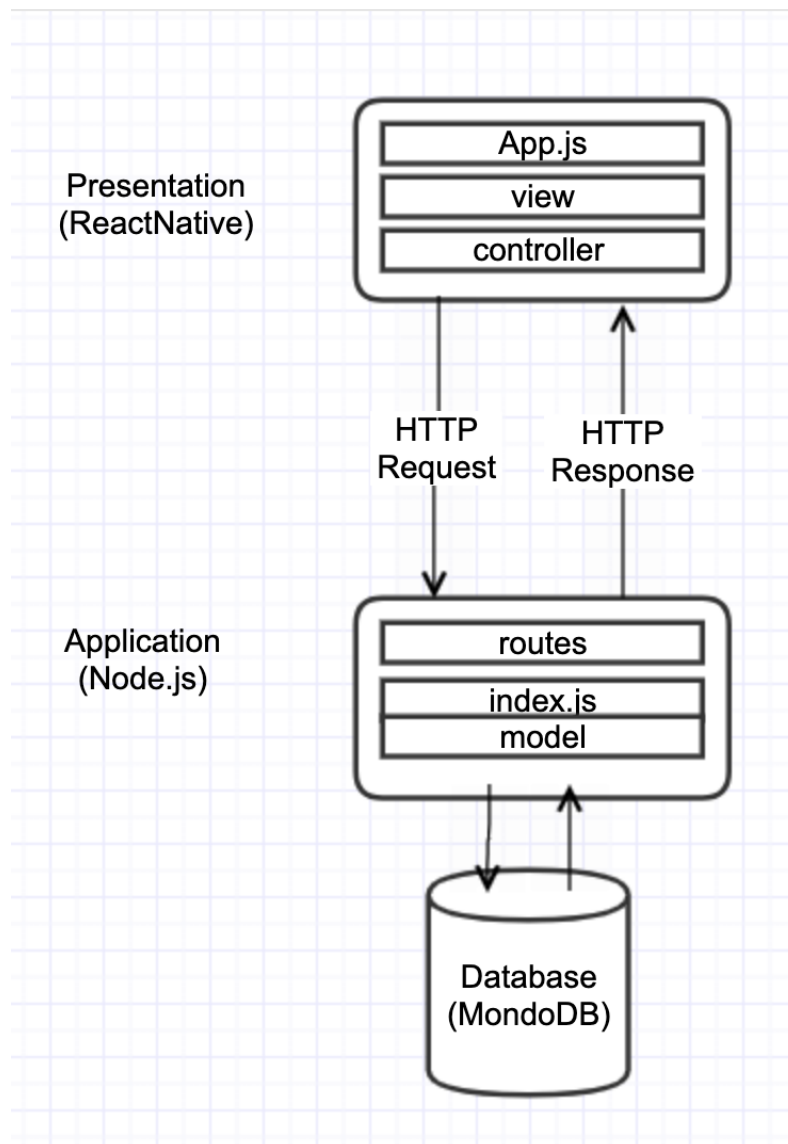 App.js
Presentation
(ReactNative)
view
controller
HTTP
Request
HTTP
Response
Application
(Node.js)
routes
index.js
model
Database
(MondoDB)